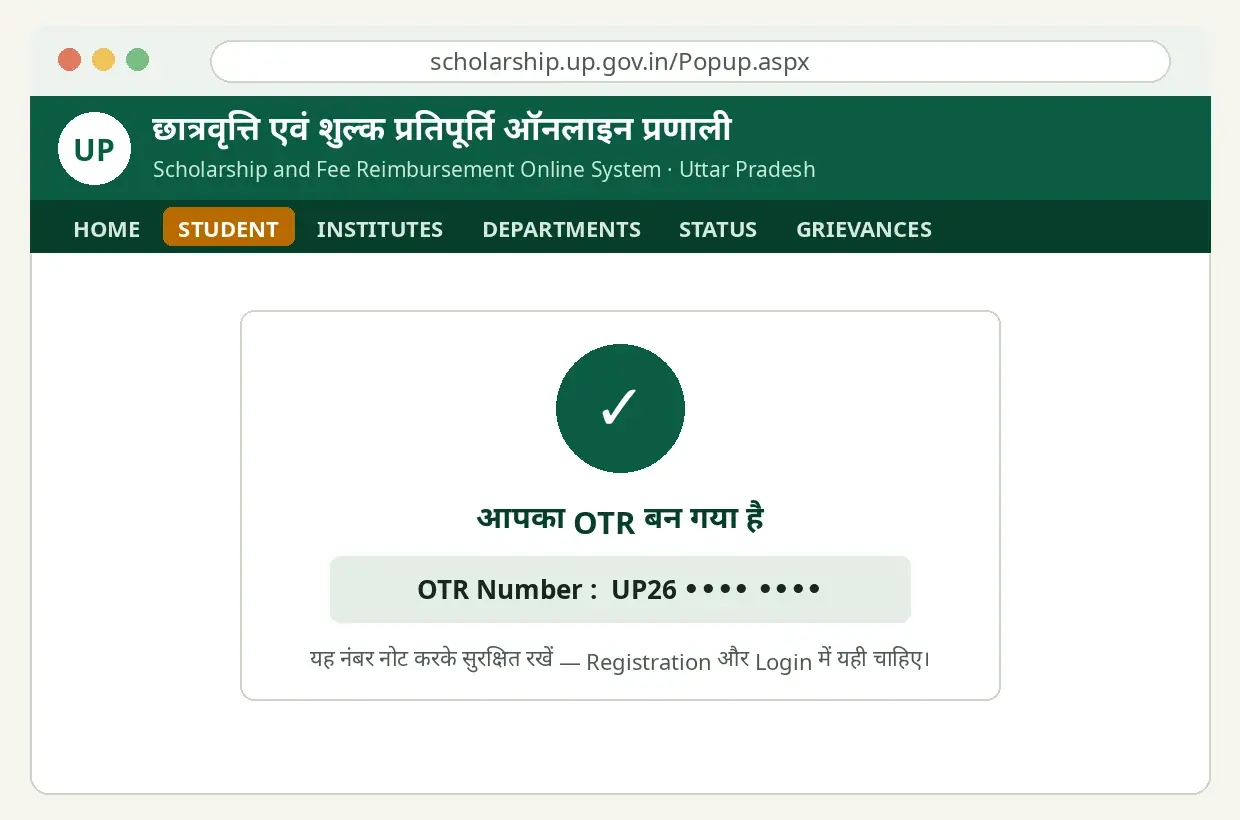 scholarship.up.gov.in/Popup.aspx
UP
छात्रवृत्ति एवं शुल्क प्रतिपूर्ति ऑनलाइन प्रणाली
Scholarship and Fee Reimbursement Online System · Uttar Pradesh
HOME STUDENT INSTITUTES DEPARTMENTS STATUS GRIEVANCES
✓
आपका OTR बन गया है
OTR Number : UP26 •••• ••••
यह नंबर नोट करके सुरक्षित रखें — Registration और Login में यही चाहिए।